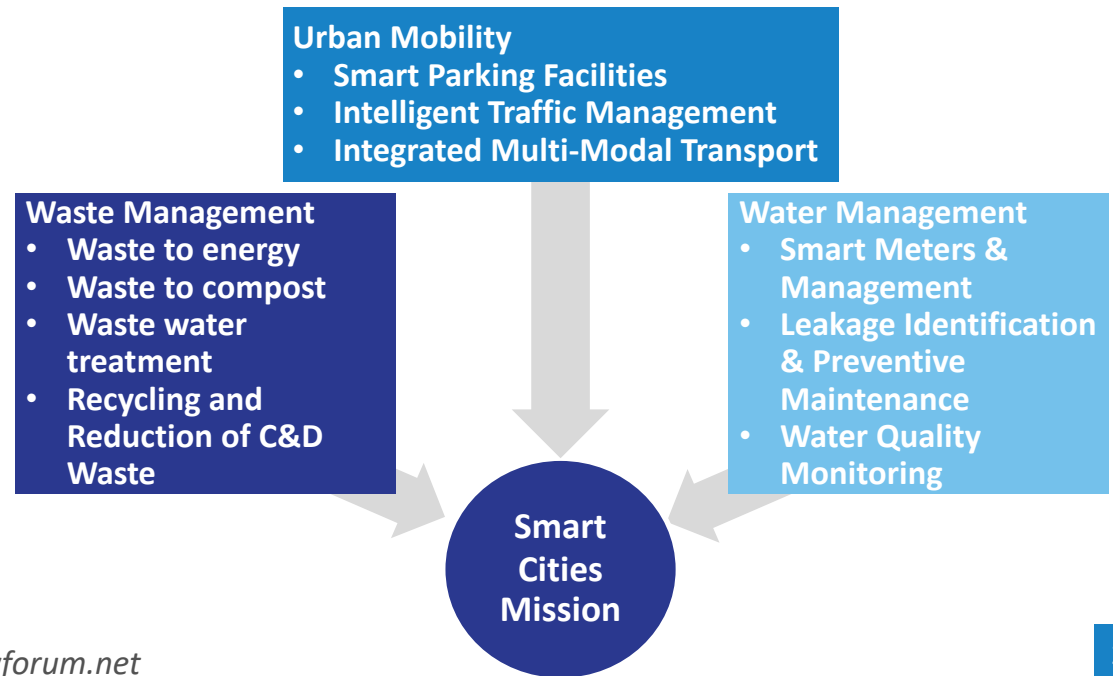 Urban Mobility
• Smart Parking Facilities
• Intelligent Traffic Management
• Integrated Multi-Modal Transport
Waste Management
• Waste to energy
• Waste to compost
• Waste water
treatment
• Recycling and
Reduction of C&D
Waste
Water Management
• Smart Meters &
Management
• Leakage Identification
& Preventive
Maintenance
• Water Quality
Monitoring
Smart
Cities
Mission
forum.net